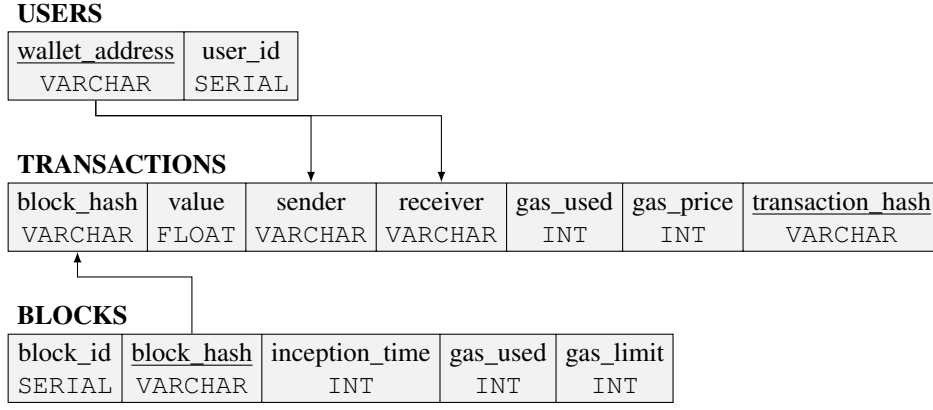 USERS
wallet_address user_id
VARCHAR SERIAL
TRANSACTIONS
block_hash value sender receiver gas_used gas_price transaction_hash
VARCHAR FLOAT VARCHAR VARCHAR INT INT VARCHAR
BLOCKS
block_id block_hash inception_time gas_used gas_limit
SERIAL VARCHAR INT INT INT